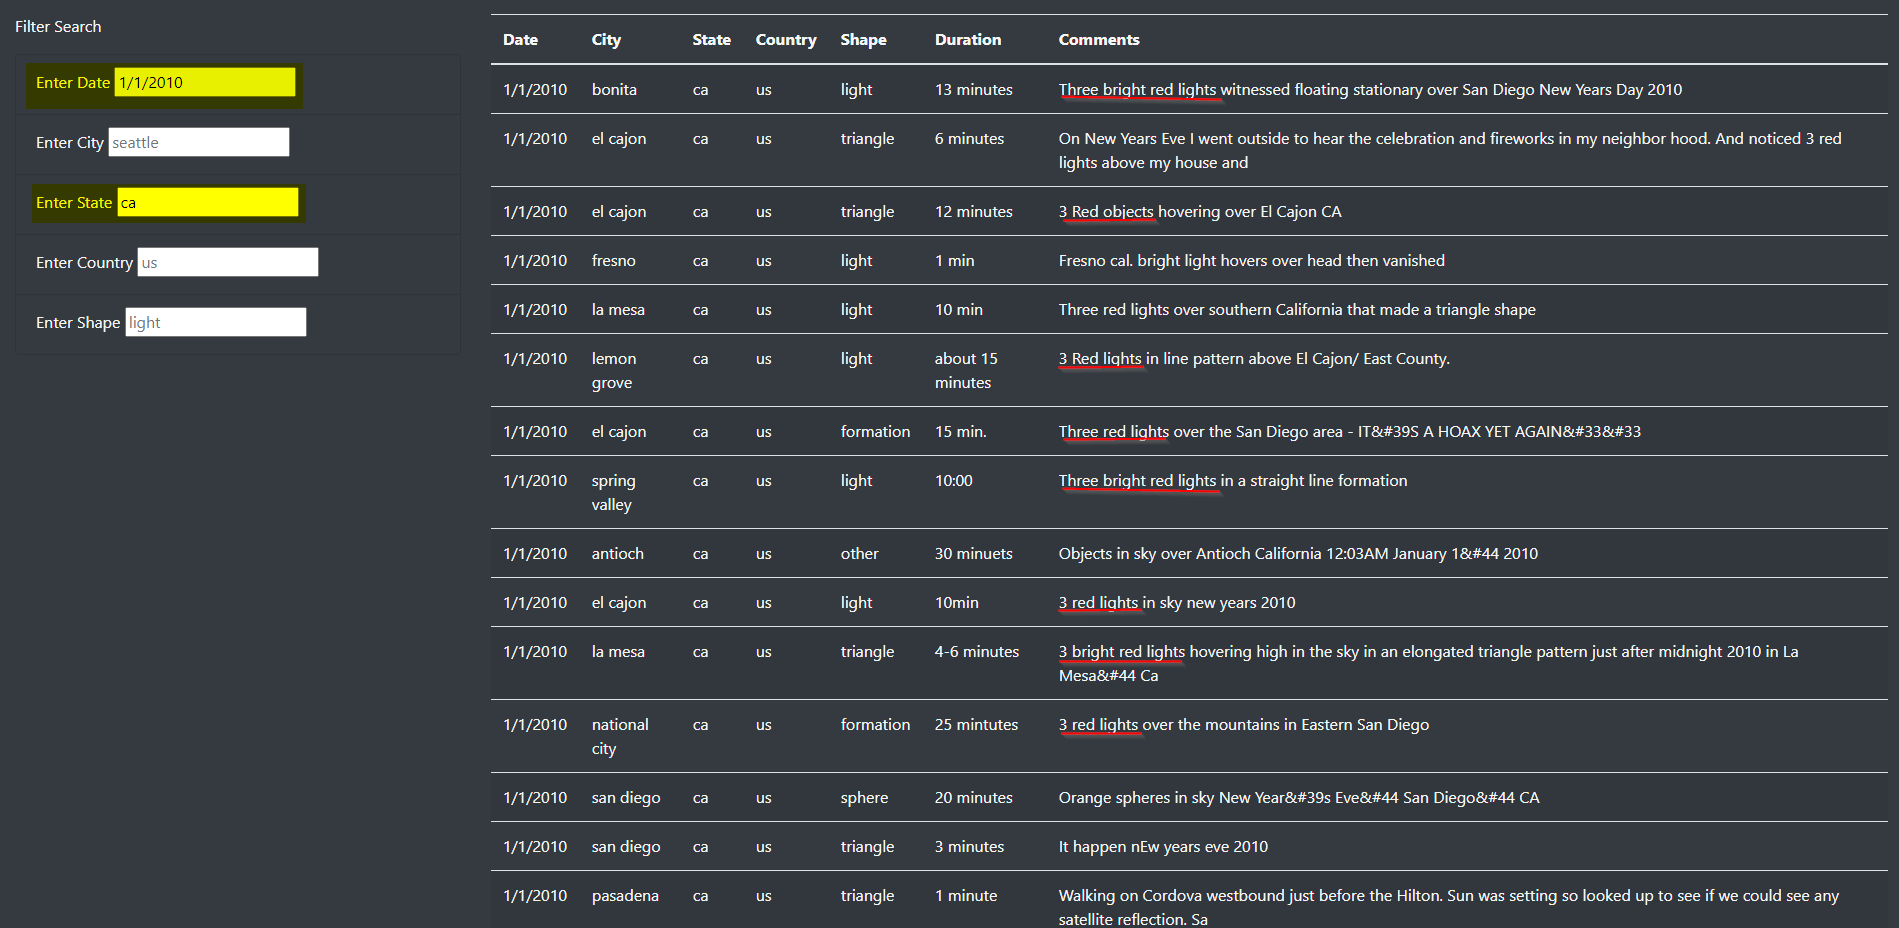 Filter Search
Enter Date 1/1/2010
Enter City seattle
Enter State ca
Enter Country us
Enter Shape light
Date City State Country Shape Duration Comments
1/1/2010 bonita ca us light 13 minutes Three bright red lights witnessed floating stationary over San Diego New Years Day 2010
1/1/2010 el cajon ca us triangle 6 minutes On New Years Eve I went outside to hear the celebration and fireworks in my neighbor hood. And noticed 3 red
lights above my house and
1/1/2010 el cajon ca us triangle 12 minutes 3 Red objects hovering over El Cajon CA
1/1/2010 fresno ca us light 1 min Fresno cal. bright light hovers over head then vanished
1/1/2010 la mesa ca us light 10 min Three red lights over southern California that made a triangle shape
1/1/2010 lemon ca us light about 15 3 Red lights in line pattern above El Cajon/ East County.
grove minutes
1/1/2010 el cajon ca us formation 15 min. Three red lights over the San Diego area - IT&#39S A HOAX YET AGAIN&#33&#33
1/1/2010 spring ca us light 10:00 Three bright red lights in a straight line formation
valley
1/1/2010 antioch ca us other 30 minuets Objects in sky over Antioch California 12:03AM January 1&#44 2010
1/1/2010 el cajon ca us light 10min 3 red lights in sky new years 2010
1/1/2010 la mesa ca us triangle 4-6 minutes 3 bright red lights hovering high in the sky in an elongated triangle pattern just after midnight 2010 in La
Mesa&#44 Ca
1/1/2010 national ca us formation 25 mintutes 3 red lights over the mountains in Eastern San Diego
city
1/1/2010 san diego ca us sphere 20 minutes Orange spheres in sky New Year&#39s Eve&#44 San Diego&#44 CA
1/1/2010 san diego ca us triangle 3 minutes It happen nEw years eve 2010
1/1/2010 pasadena ca us triangle 1 minute Walking on Cordova westbound just before the Hilton. Sun was setting so looked up to see if we could see any
satellite reflection. Sa